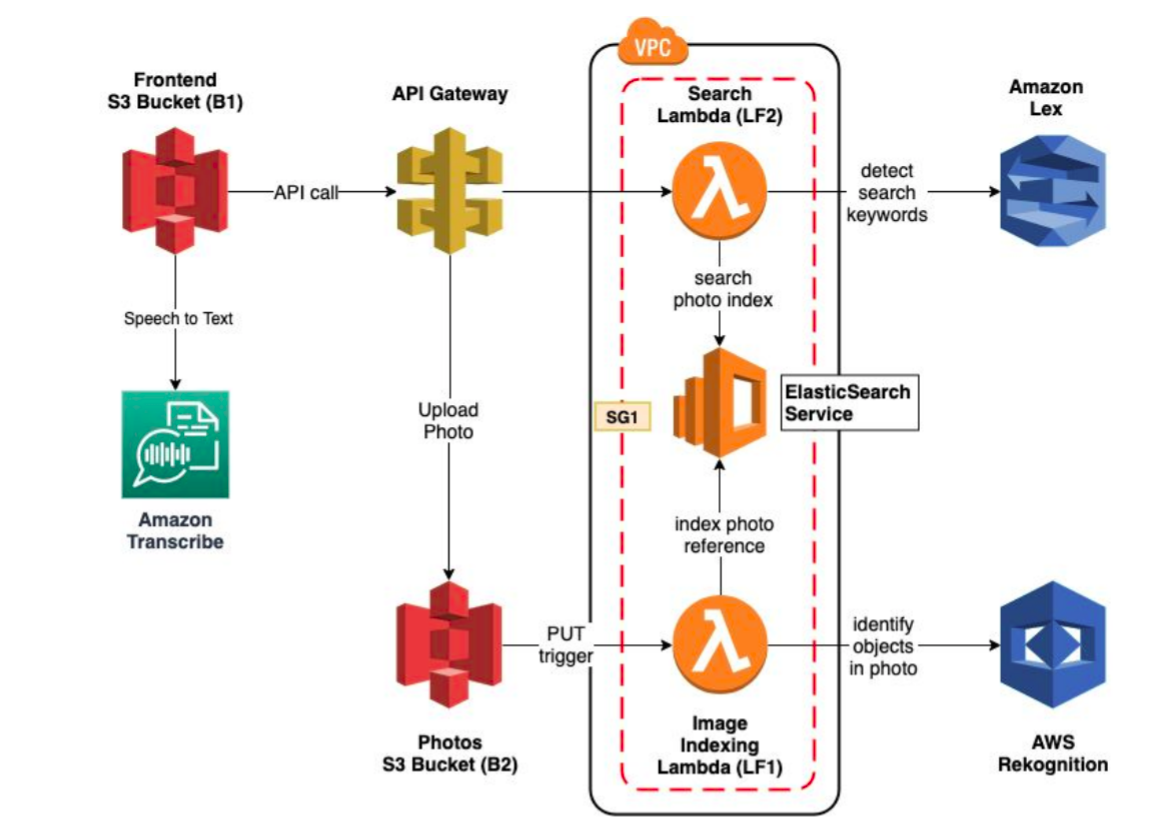 VPC
Frontend
S3 Bucket (B1)
API Gateway
Search
Lambda (LF2)
Amazon
Lex
API call
detect
search
keywords
search
photo index
Speech to Text
ElasticSearch
Service
SG1
Upload
Photo
Amazon
Transcribe
index photo
reference
PUT
trigger
identify
objects
in photo
Photos
S3 Bucket (B2)
Image
Indexing
Lambda (LF1)
AWS
Rekognition